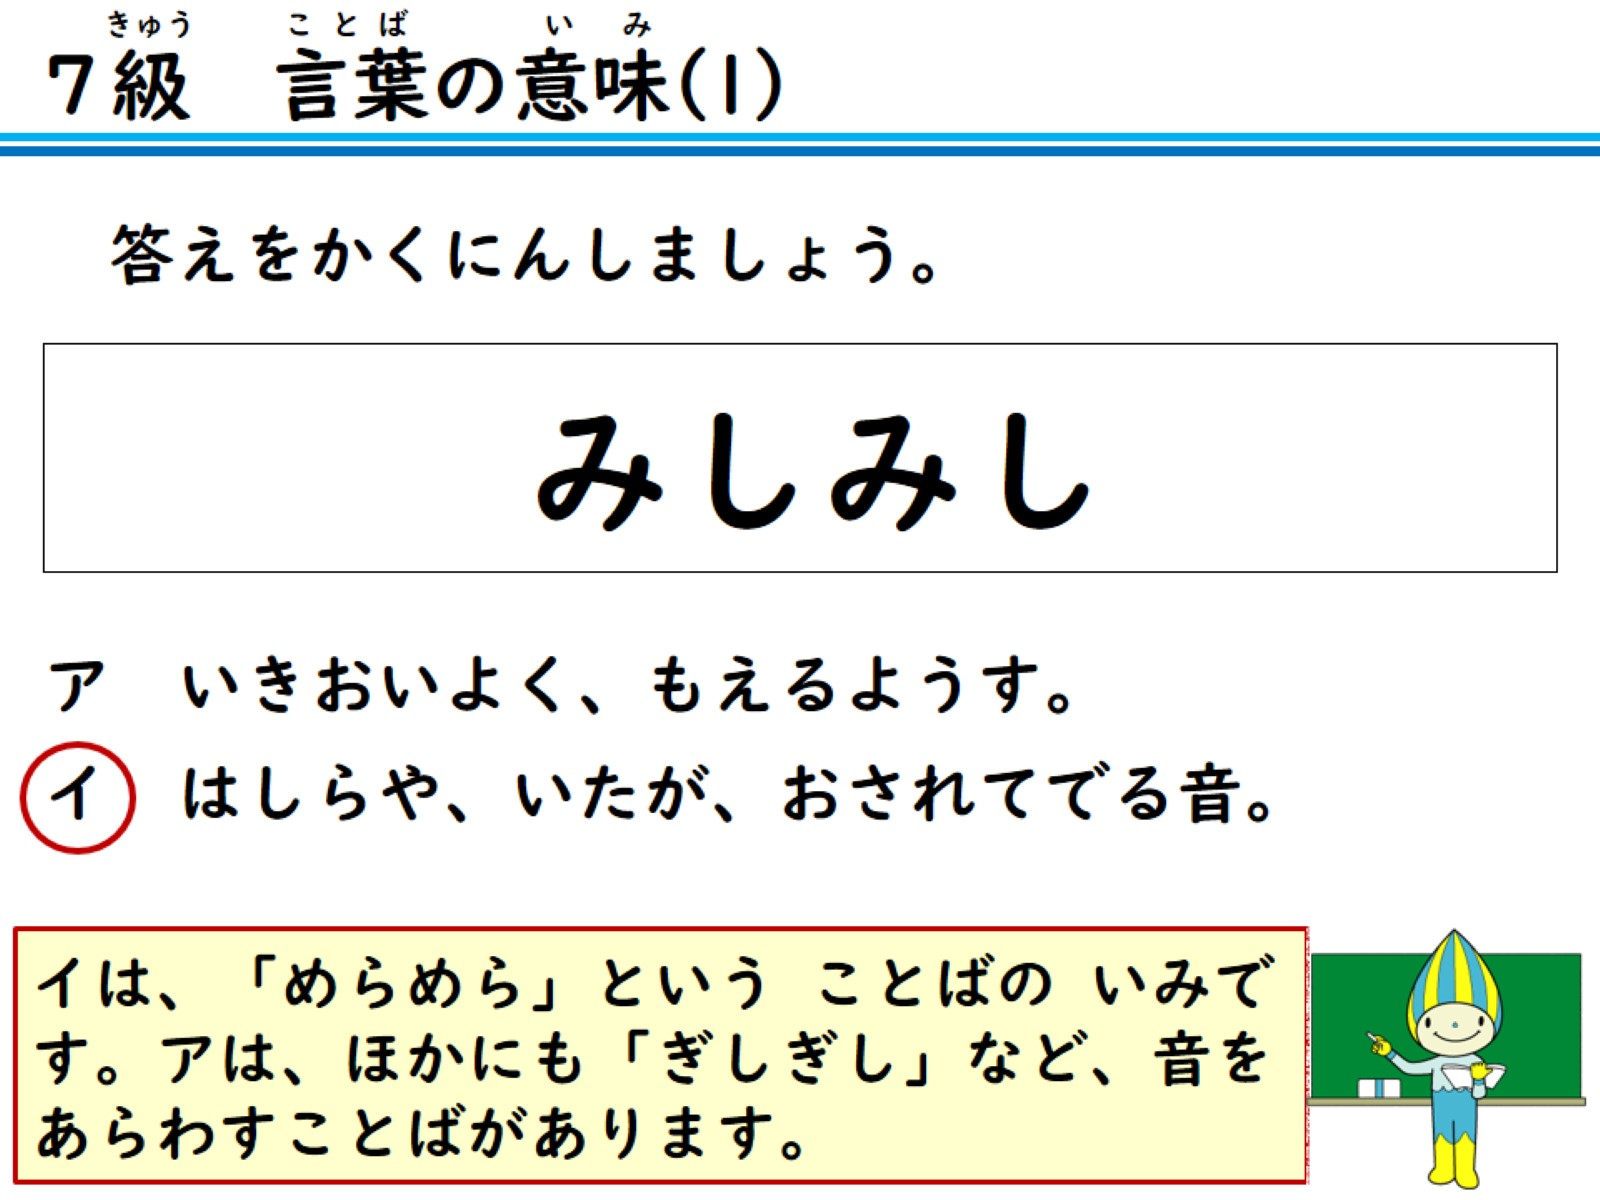 きゅう ことば いみ
7級 言葉の意味(1)
答えをかくにんしましょう。
みしみし
ア いきおいよく、もえるようす。
イ はしらや、いたが、おされてでる音。
イは、「めらめら」という ことばの いみで
す。アは、ほかにも「ぎしぎし」など、音を
あらわすことばがあります。